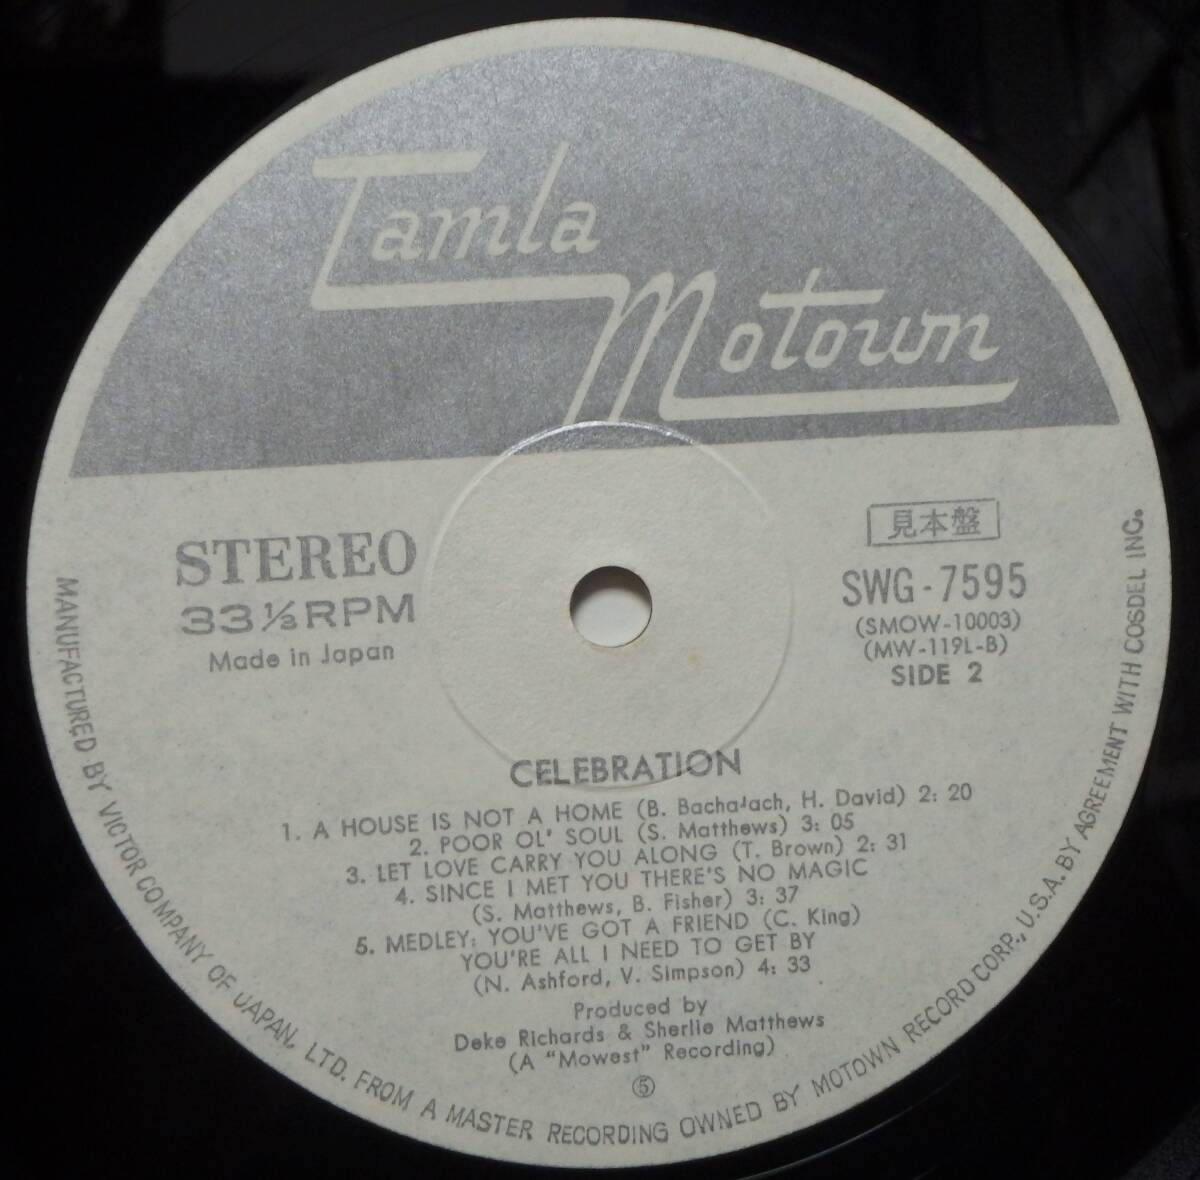 Tamla
Motown
STEREO
33 1/3 RPM
Made in Japan
見本盤
SWG-7595
(SMOW-10003)
(MW-119L-B)
SIDE 2
CELEBRATION
1. A HOUSE IS NOT A HOME (B. BachaJach, H. David) 2: 20
2. POOR OL' SOUL (S. Matthews) 3: 05
3. LET LOVE CARRY YOU ALONG (T. Brown) 2: 31
4. SINCE I MET YOU THERE'S NO MAGIC
(S. Matthews, B. Fisher) 3: 37
5. MEDLEY: YOU'VE GOT A FRIEND (C. King)
YOU'RE ALL I NEED TO GET BY
(N. Ashford, V. Simpson) 4: 33
Produced by
Deke Richards & Sherlie Matthews
(A "Mowest" Recording)
⑤
MANUFACTURED BY VICTOR COMPANY OF JAPAN, LTD. FROM A MASTER RECORDING OWNED BY MOTOWN RECORD CORP., U.S.A. BY AGREEMENT WITH COSDEL INC.